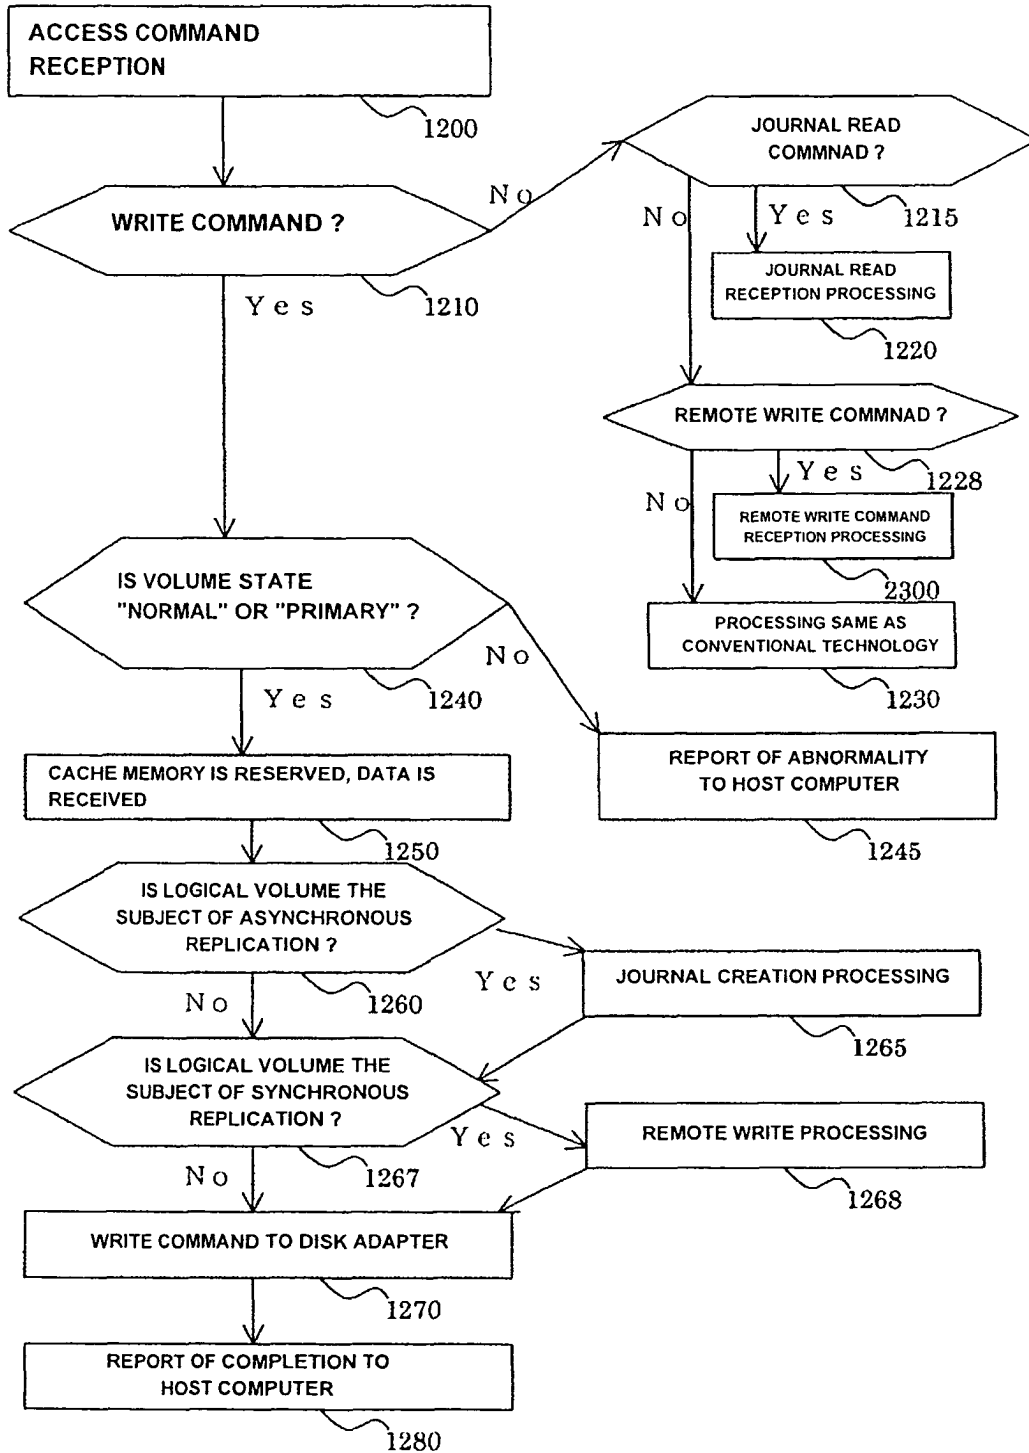 ACCESS COMMAND
RECEPTION
1200
WRITE COMMAND ?
1210
No
Yes
JOURNAL READ
COMMNAD ?
1215
No
Yes
JOURNAL READ
RECEPTION PROCESSING
1220
REMOTE WRITE COMMNAD ?
1228
No
Yes
REMOTE WRITE COMMAND
RECEPTION PROCESSING
2300
PROCESSING SAME AS
CONVENTIONAL TECHNOLOGY
1230
IS VOLUME STATE
"NORMAL" OR "PRIMARY" ?
1240
No
Yes
REPORT OF ABNORMALITY
TO HOST COMPUTER
1245
CACHE MEMORY IS RESERVED, DATA IS
RECEIVED
1250
IS LOGICAL VOLUME THE
SUBJECT OF ASYNCHRONOUS
REPLICATION ?
1260
Yes
No
JOURNAL CREATION PROCESSING
1265
IS LOGICAL VOLUME THE
SUBJECT OF SYNCHRONOUS
REPLICATION ?
1267
Yes
No
REMOTE WRITE PROCESSING
1268
WRITE COMMAND TO DISK ADAPTER
1270
REPORT OF COMPLETION TO
HOST COMPUTER
1280